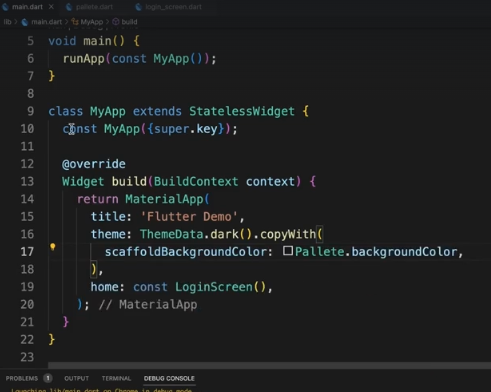 main.dart × pallete.dart login_screen.dart
lib > main.dart > MyApp > build
5 void main() {
6 runApp(const MyApp());
7 }
8
9 class MyApp extends StatelessWidget {
10 const MyApp({super.key});
11
12 @override
13 Widget build(BuildContext context) {
14 return MaterialApp(
15 title: 'Flutter Demo',
16 theme: ThemeData.dark().copyWith(
17 scaffoldBackgroundColor: Pallete.backgroundColor,
18 ),
19 home: const LoginScreen(),
20 ); // MaterialApp
21 }
22 }
23
PROBLEMS 1 OUTPUT TERMINAL DEBUG CONSOLE
Launching lib/main.dart on Chrome in debug mode...